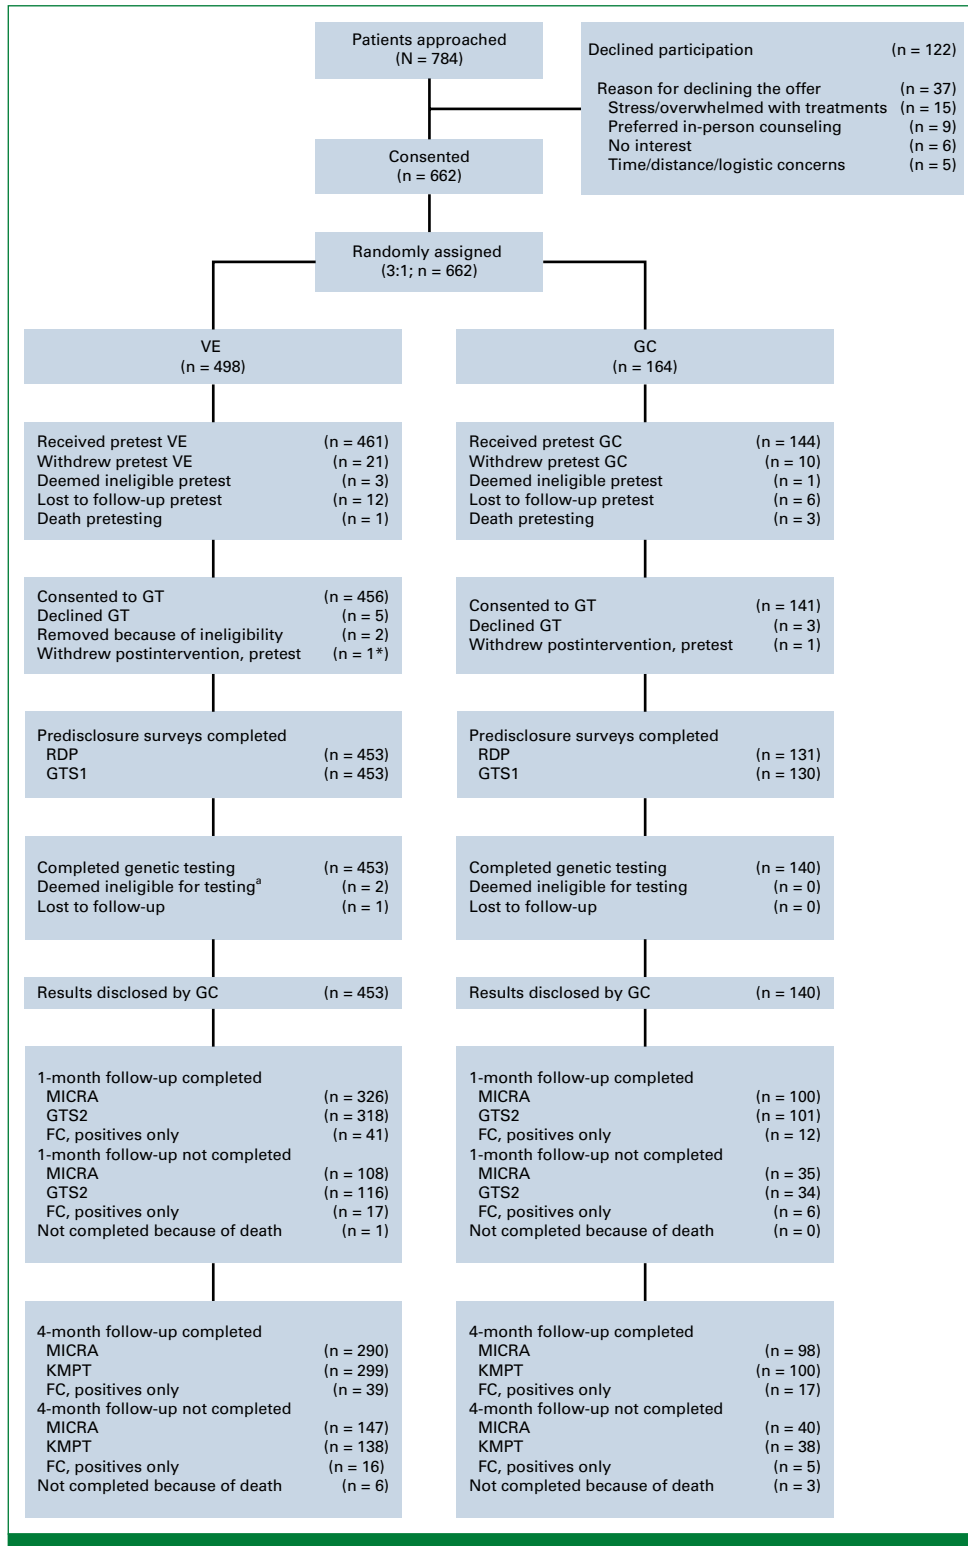 Patients approached
(N = 784)
Declined participation (n = 122)
Reason for declining the offer (n = 37)
Stress/overwhelmed with treatments (n = 15)
Preferred in-person counseling (n = 9)
No interest (n = 6)
Time/distance/logistic concerns (n = 5)
Consented
(n = 662)
Randomly assigned
(3:1; n = 662)
VE
(n = 498)
GC
(n = 164)
Received pretest VE (n = 461)
Withdrew pretest VE (n = 21)
Deemed ineligible pretest (n = 3)
Lost to follow-up pretest (n = 12)
Death pretesting (n = 1)
Received pretest GC (n = 144)
Withdrew pretest GC (n = 10)
Deemed ineligible pretest (n = 1)
Lost to follow-up pretest (n = 6)
Death pretesting (n = 3)
Consented to GT (n = 456)
Declined GT (n = 5)
Removed because of ineligibility (n = 2)
Withdrew postintervention, pretest (n = 1*)
Consented to GT (n = 141)
Declined GT (n = 3)
Withdrew postintervention, pretest (n = 1)
Predisclosure surveys completed
RDP (n = 453)
GTS1 (n = 453)
Predisclosure surveys completed
RDP (n = 131)
GTS1 (n = 130)
Completed genetic testing (n = 453)
Deemed ineligible for testing^a (n = 2)
Lost to follow-up (n = 1)
Completed genetic testing (n = 140)
Deemed ineligible for testing (n = 0)
Lost to follow-up (n = 0)
Results disclosed by GC (n = 453)
Results disclosed by GC (n = 140)
1-month follow-up completed
MICRA (n = 326)
GTS2 (n = 318)
FC, positives only (n = 41)
1-month follow-up not completed
MICRA (n = 108)
GTS2 (n = 116)
FC, positives only (n = 17)
Not completed because of death (n = 1)
1-month follow-up completed
MICRA (n = 100)
GTS2 (n = 101)
FC, positives only (n = 12)
1-month follow-up not completed
MICRA (n = 35)
GTS2 (n = 34)
FC, positives only (n = 6)
Not completed because of death (n = 0)
4-month follow-up completed
MICRA (n = 290)
KMPT (n = 299)
FC, positives only (n = 39)
4-month follow-up not completed
MICRA (n = 147)
KMPT (n = 138)
FC, positives only (n = 16)
Not completed because of death (n = 6)
4-month follow-up completed
MICRA (n = 98)
KMPT (n = 100)
FC, positives only (n = 17)
4-month follow-up not completed
MICRA (n = 40)
KMPT (n = 38)
FC, positives only (n = 5)
Not completed because of death (n = 3)